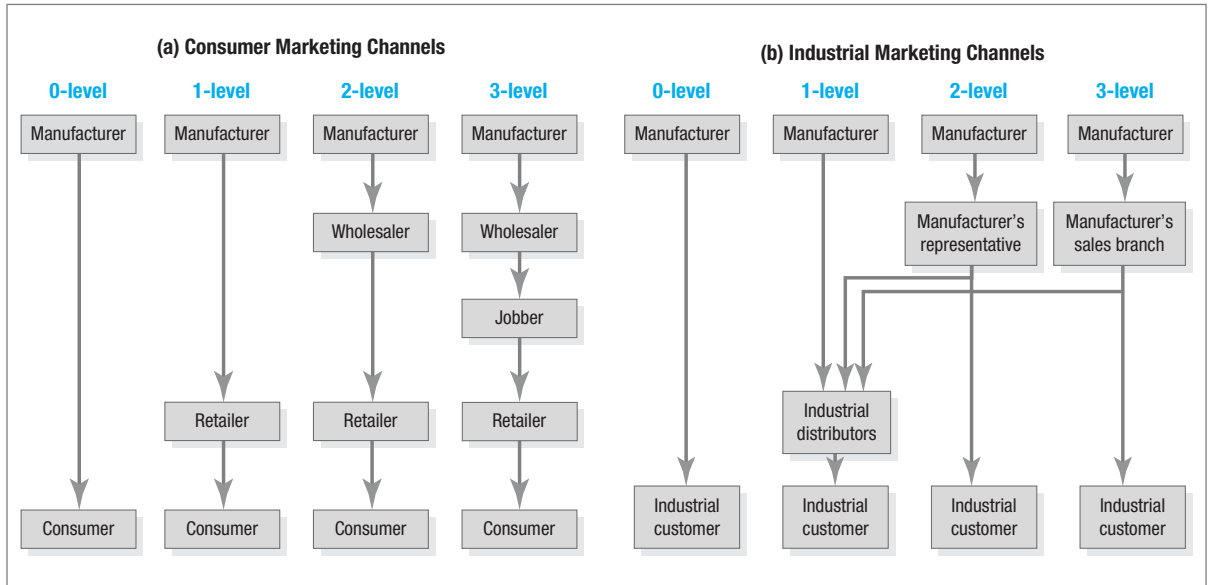 (a) Consumer Marketing Channels
0-level
1-level
2-level
3-level
Manufacturer
Manufacturer
Manufacturer
Manufacturer
Wholesaler
Wholesaler
Jobber
Retailer
Retailer
Retailer
Consumer
Consumer
Consumer
Consumer
(b) Industrial Marketing Channels
0-level
1-level
2-level
3-level
Manufacturer
Manufacturer
Manufacturer
Manufacturer
Manufacturer's
representative
Manufacturer's
sales branch
Industrial
distributors
Industrial
customer
Industrial
customer
Industrial
customer
Industrial
customer